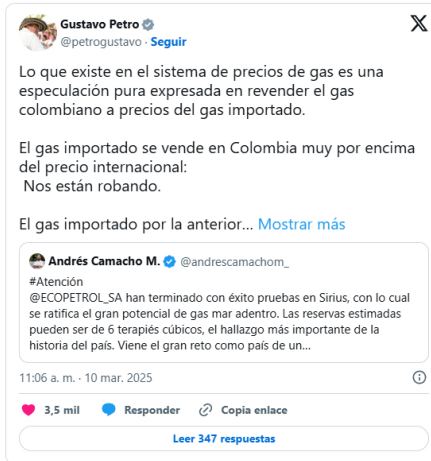 Gustavo Petro
@petrogustavo · Seguir
Lo que existe en el sistema de precios de gas es una
especulación pura expresada en revender el gas
colombiano a precios del gas importado.
El gas importado se vende en Colombia muy por encima
del precio internacional:
Nos están robando.
El gas importado por la anterior... Mostrar más
Andrés Camacho M. @andrescamachom_
#Atención
@ECOPETROL_SA han terminado con éxito pruebas en Sirius, con lo cual
se ratifica el gran potencial de gas mar adentro. Las reservas estimadas
pueden ser de 6 terapiés cúbicos, el hallazgo más importante de la
historia del país. Viene el gran reto como país de un...
11:06 a. m. · 10 mar. 2025
3,5 mil Responder Copia enlace
Leer 347 respuestas